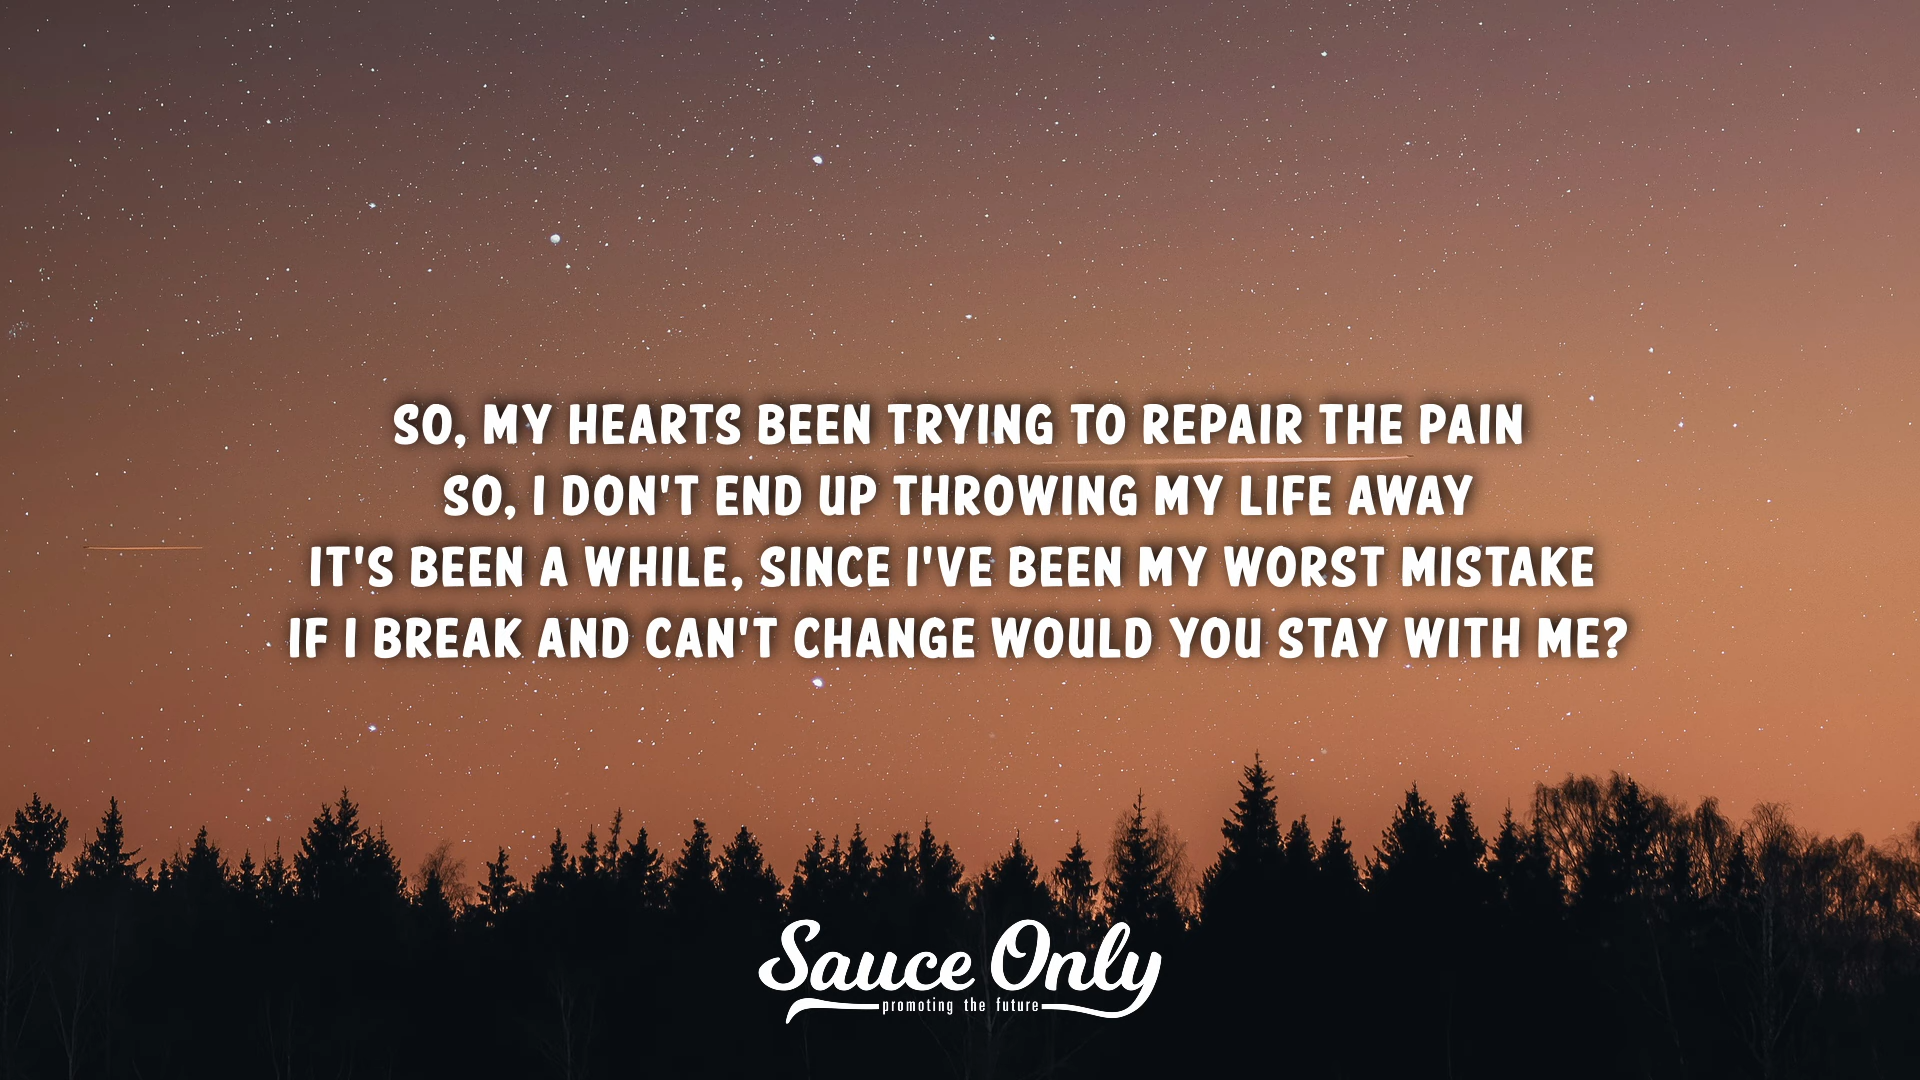 SO, MY HEARTS BEEN TRYING TO REPAIR THE PAIN
SO, I DON'T END UP THROWING MY LIFE AWAY
IT'S BEEN A WHILE, SINCE I'VE BEEN MY WORST MISTAKE
IF I BREAK AND CAN'T CHANGE WOULD YOU STAY WITH ME?
Sauce Only
promoting the future